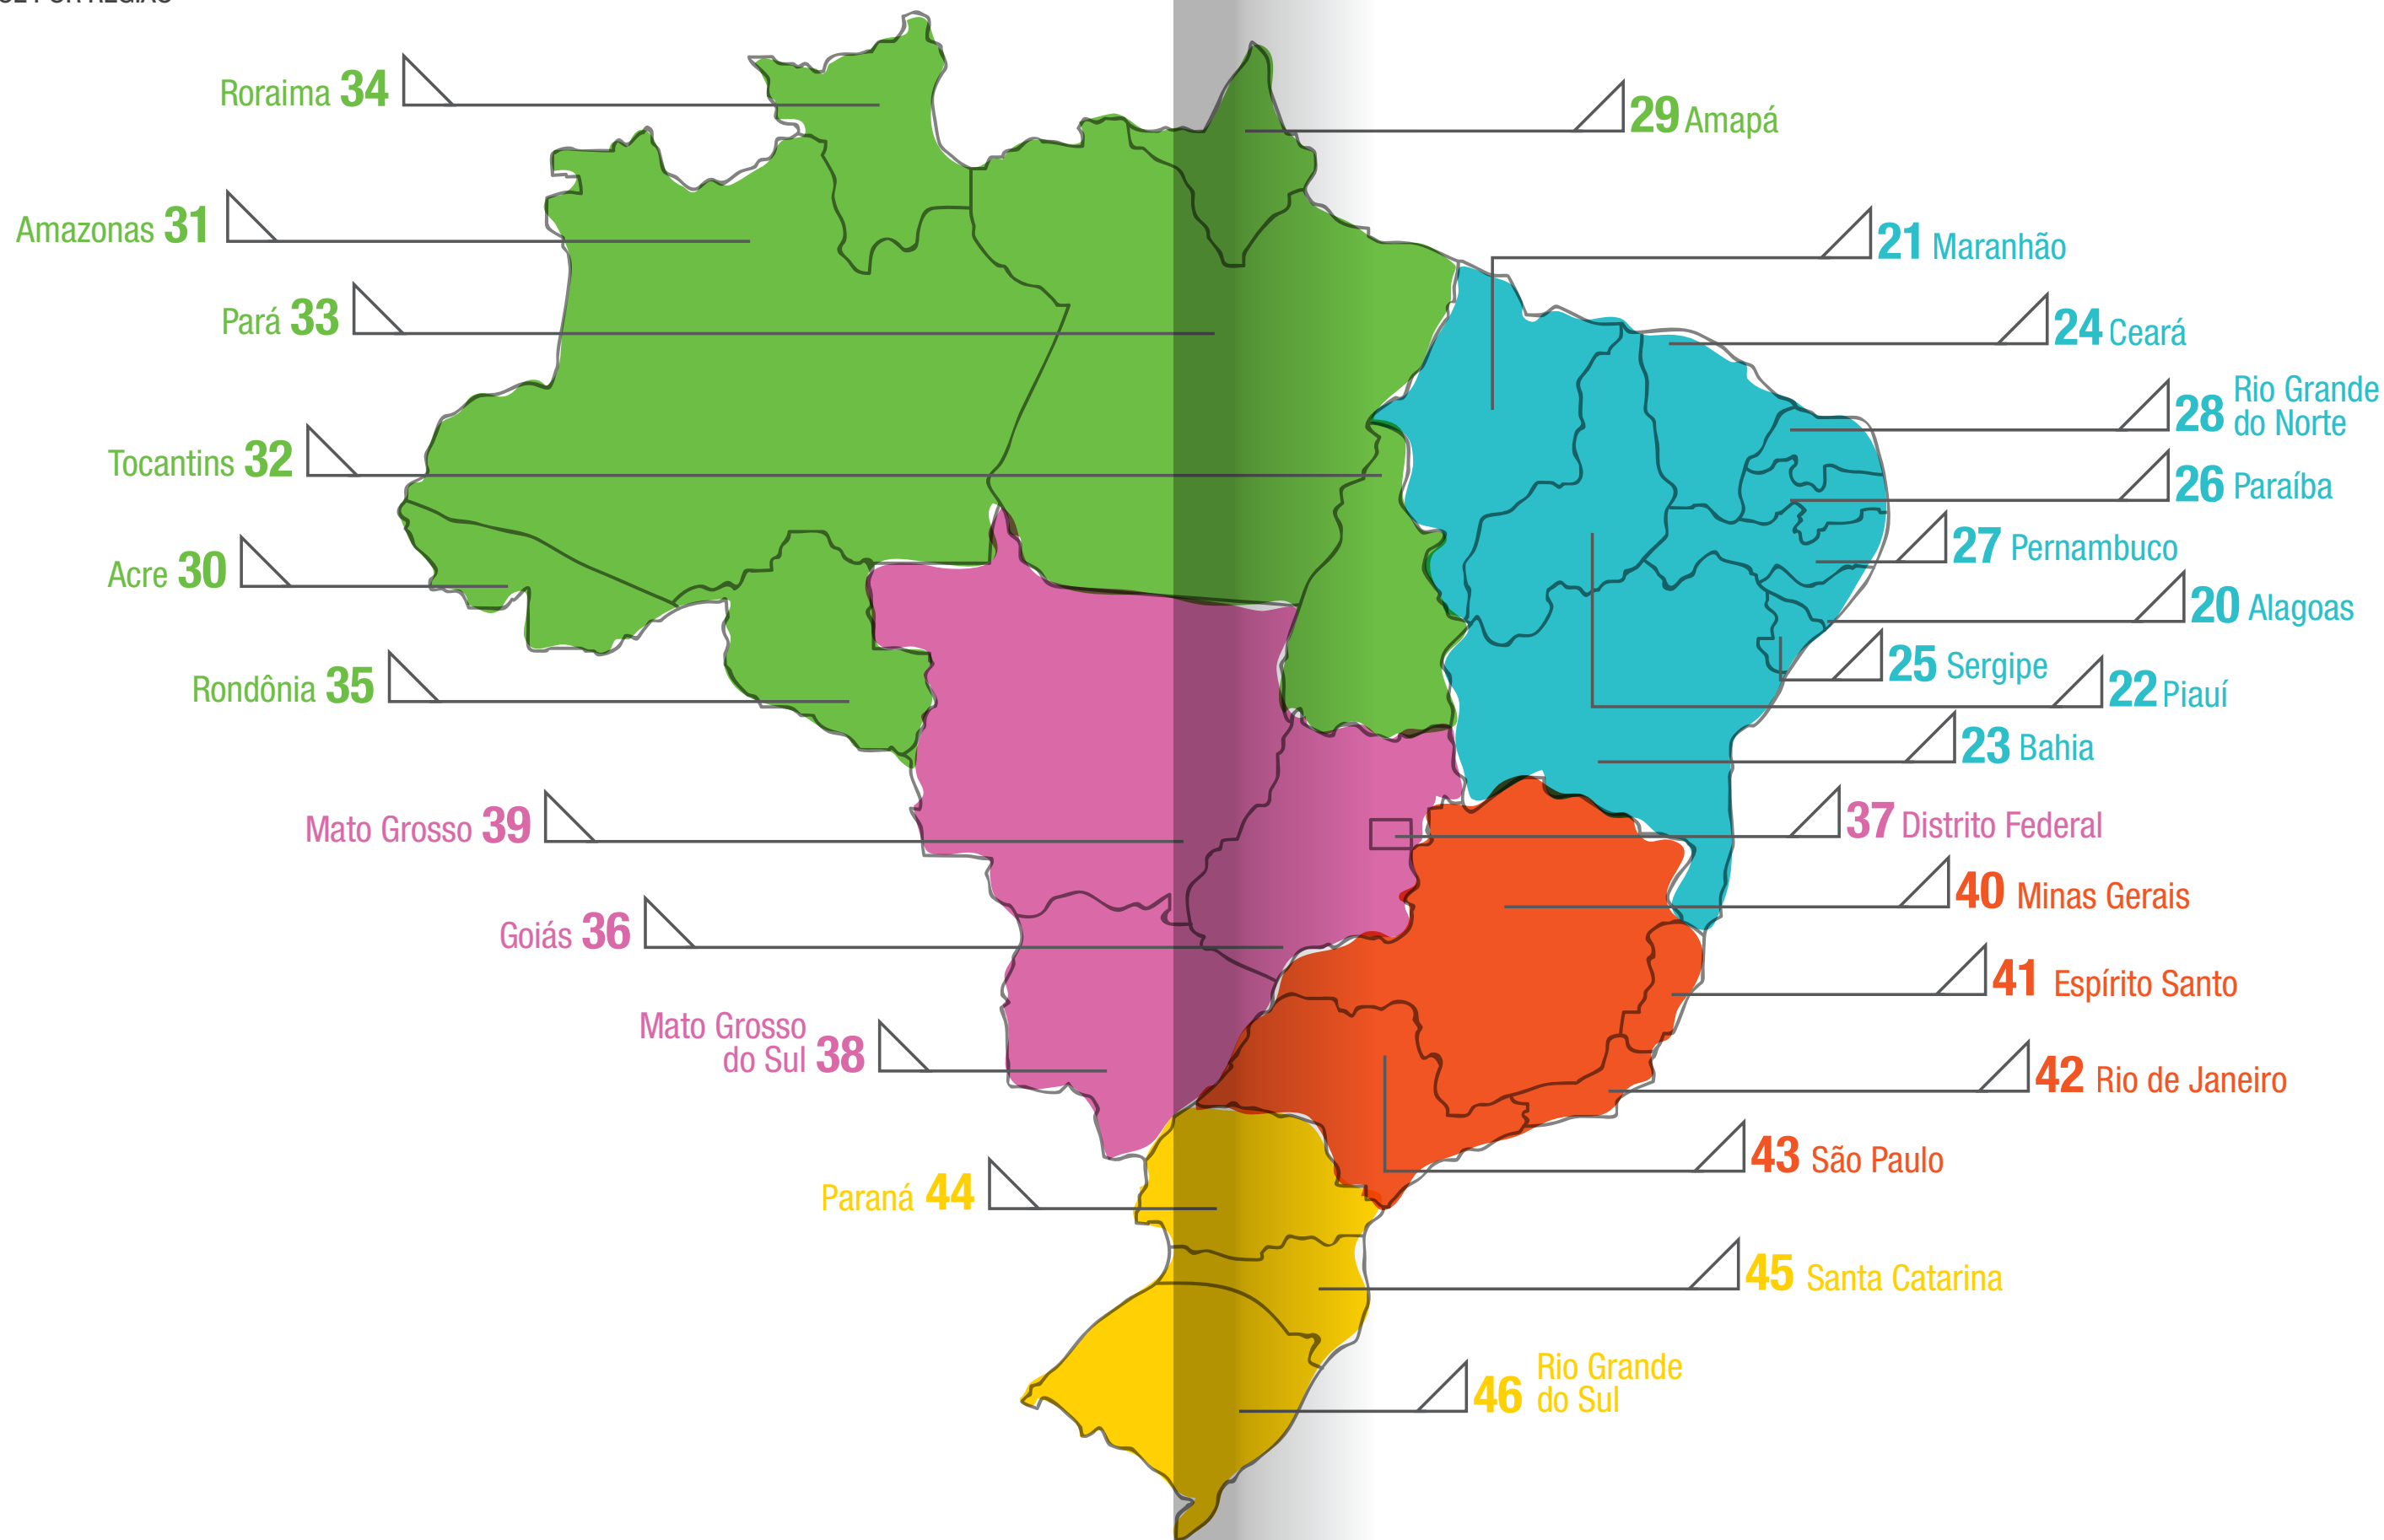 Roraima 34
29 Amapá
Amazonas 31
21 Maranhão
Pará 33
24 Ceará
28 Rio Grande
do Norte
Tocantins 32
26 Paraíba
27 Pernambuco
Acre 30
20 Alagoas
25 Sergipe
Rondônia 35
22 Piauí
23 Bahia
Mato Grosso 39
37 Distrito Federal
40 Minas Gerais
Goiás 36
41 Espírito Santo
Mato Grosso
do Sul 38
42 Rio de Janeiro
43 São Paulo
Paraná 44
45 Santa Catarina
46 Rio Grande
do Sul